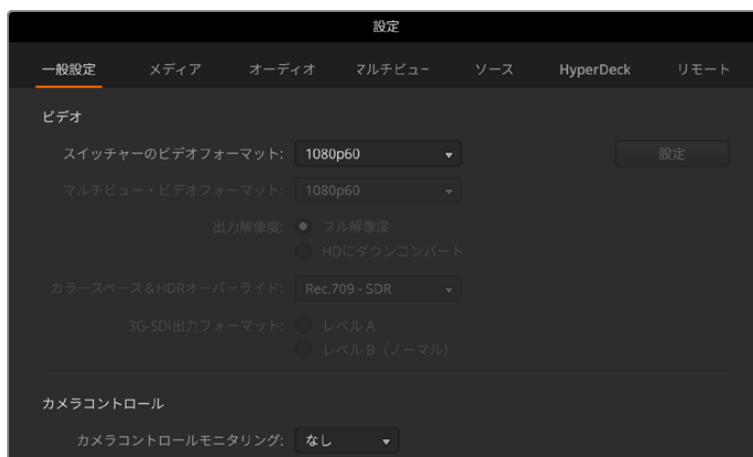 設定
一般設定 メディア オーディオ マルチビュー ソース HyperDeck リモート
ビデオ
スイッチャーのビデオフォーマット: 1080p60 設定
マルチビュー・ビデオフォーマット: 1080p60
出力解像度: フル解像度
HDにダウンコンバート
カラースペース&HDRオーバーライド: Rec.709 - SDR
3G-SDI出力フォーマット: レベル A
レベル B（ノーマル）
カメラコントロール
カメラコントロールモニタリング: なし